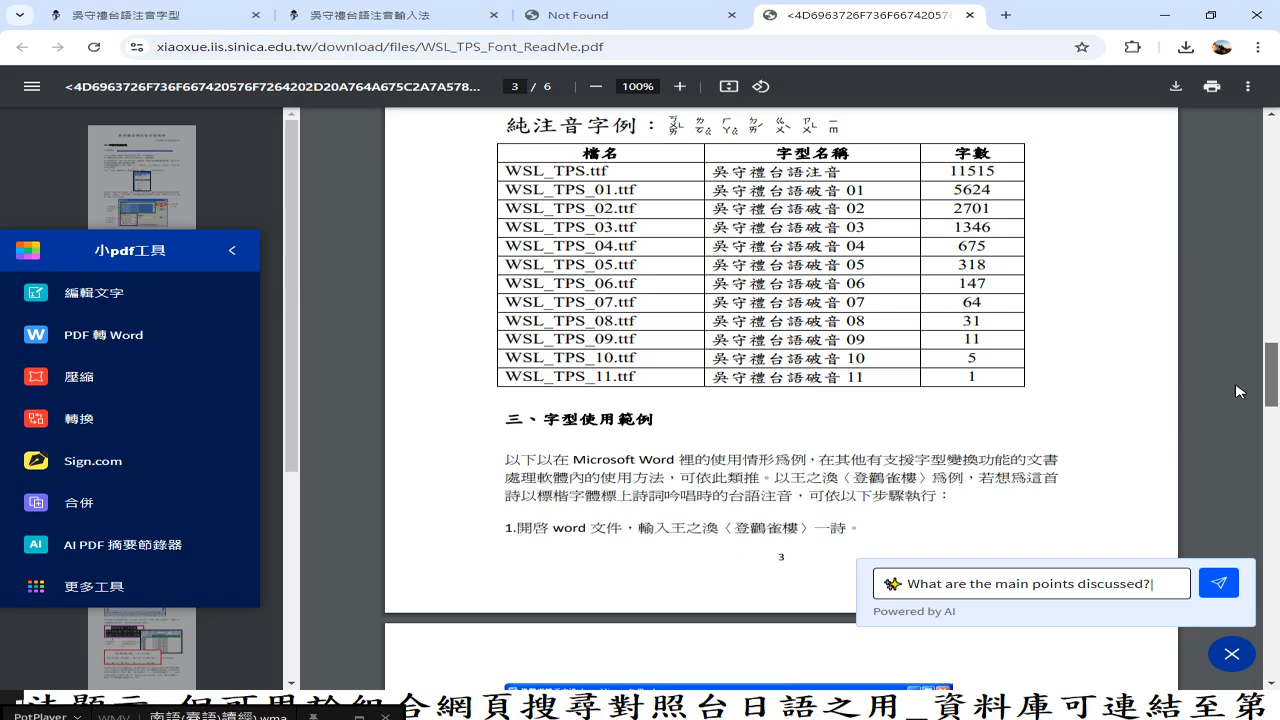 吳守禮台語注音字型
吳守禮台語注音輸入法
Not Found
<4D6963726F736F66742057
xiaoxue.iis.sinica.edu.tw/download/files/WSL_TPS_Font_ReadMe.pdf
<4D6963726F736F667420576F7264202D20A764A675C2A7A578...
3 / 6
100%
純注音字例：
檔名 字型名稱 字數
WSL_TPS.ttf 吳守禮台語注音 11515
WSL_TPS_01.ttf 吳守禮台語破音 01 5624
WSL_TPS_02.ttf 吳守禮台語破音 02 2701
WSL_TPS_03.ttf 吳守禮台語破音 03 1346
WSL_TPS_04.ttf 吳守禮台語破音 04 675
WSL_TPS_05.ttf 吳守禮台語破音 05 318
WSL_TPS_06.ttf 吳守禮台語破音 06 147
WSL_TPS_07.ttf 吳守禮台語破音 07 64
WSL_TPS_08.ttf 吳守禮台語破音 08 31
WSL_TPS_09.ttf 吳守禮台語破音 09 11
WSL_TPS_10.ttf 吳守禮台語破音 10 5
WSL_TPS_11.ttf 吳守禮台語破音 11 1
三、字型使用範例
以下以在 Microsoft Word 裡的使用情形爲例，在其他有支援字型變換功能的文書
處理軟體內的使用方法，可依此類推。以王之渙〈登鸛雀樓〉爲例，若想爲這首
詩以標楷字體標上詩詞吟唱時的台語注音，可依以下步驟執行：
1.開啓 word 文件，輸入王之渙〈登鸛雀樓〉一詩。
3
小pdf工具
編輯文字
PDF 轉 Word
壓縮
轉換
Sign.com
合併
AI PDF 摘要節錄器
更多工具
What are the main points discussed?
Powered by AI
組合網頁搜尋對照台日語之用_資料庫可連結至第
PotPlayer WMV 南語(臺語)讀經.wma